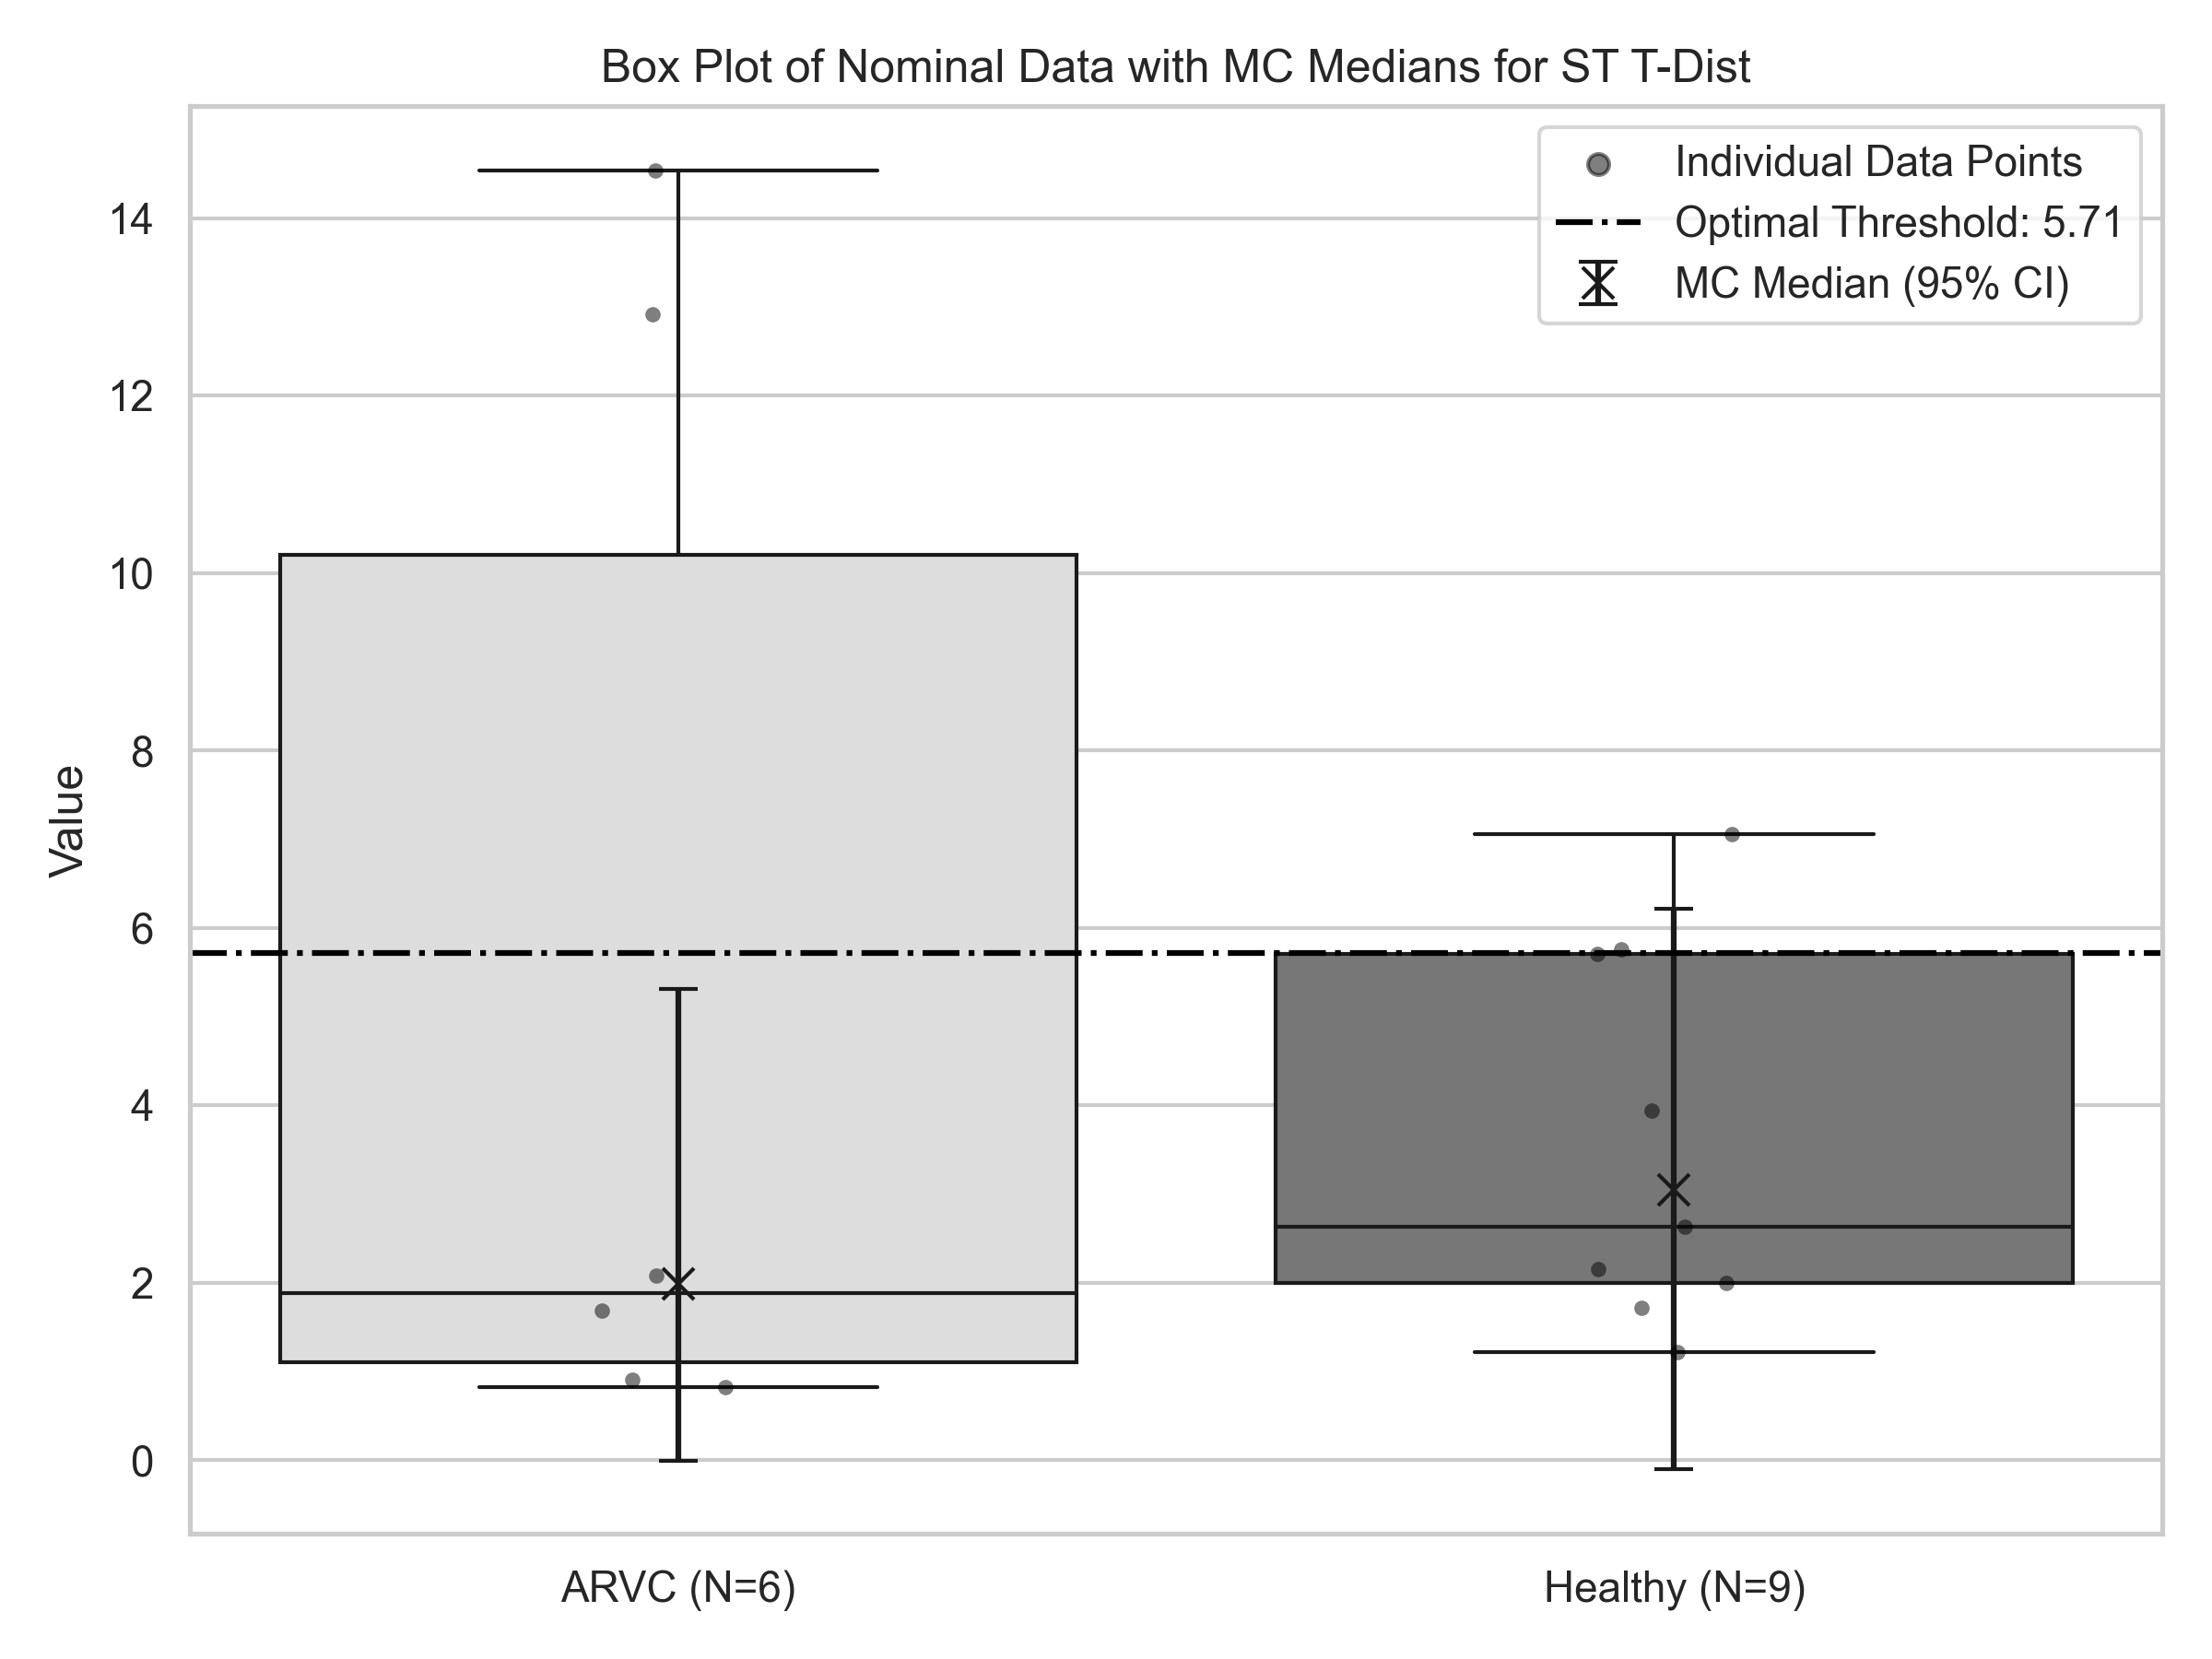 Box Plot of Nominal Data with MC Medians for ST T-Dist
Individual Data Points
Optimal Threshold: 5.71
MC Median (95% CI)
14
12
10
8
6
4
2
0
Value
ARVC (N=6)
Healthy (N=9)